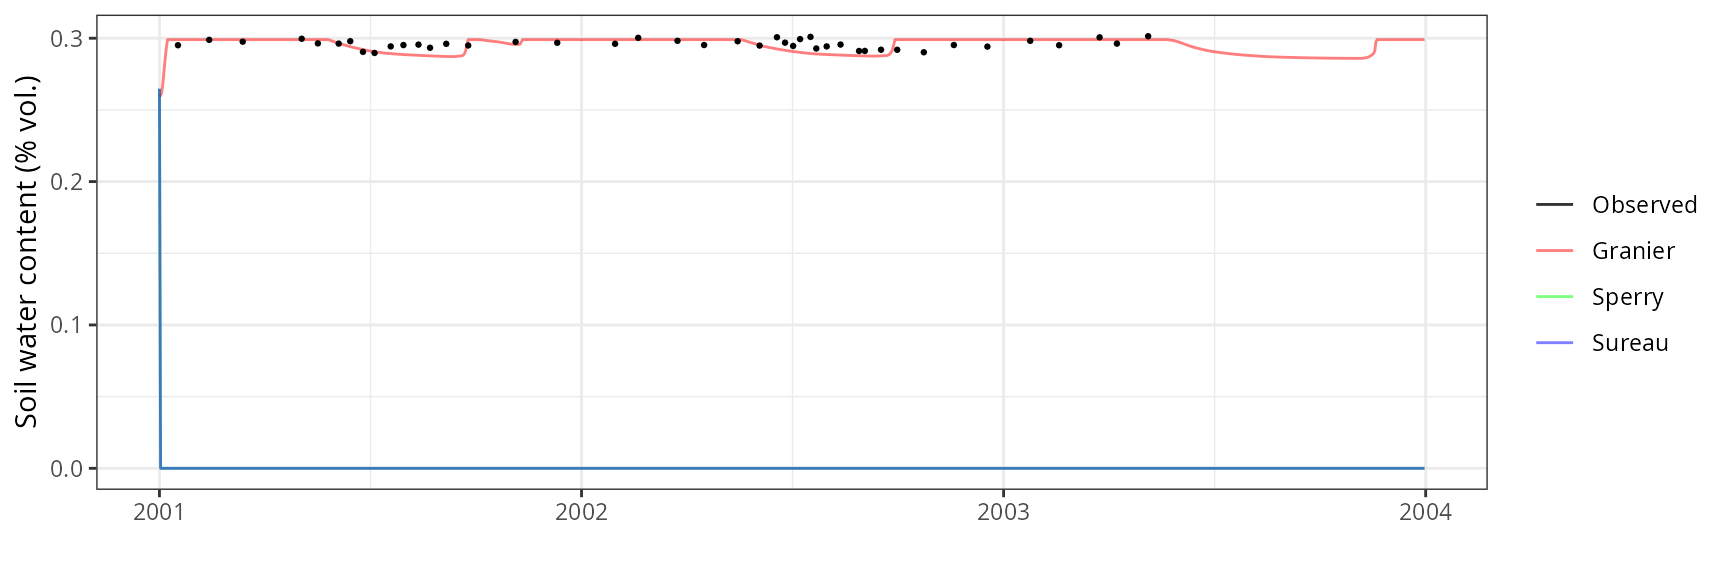 Soil water content (% vol.)
0.3
0.2
0.1
0.0
2001
2002
2003
2004
Observed
Granier
Sperry
Sureau